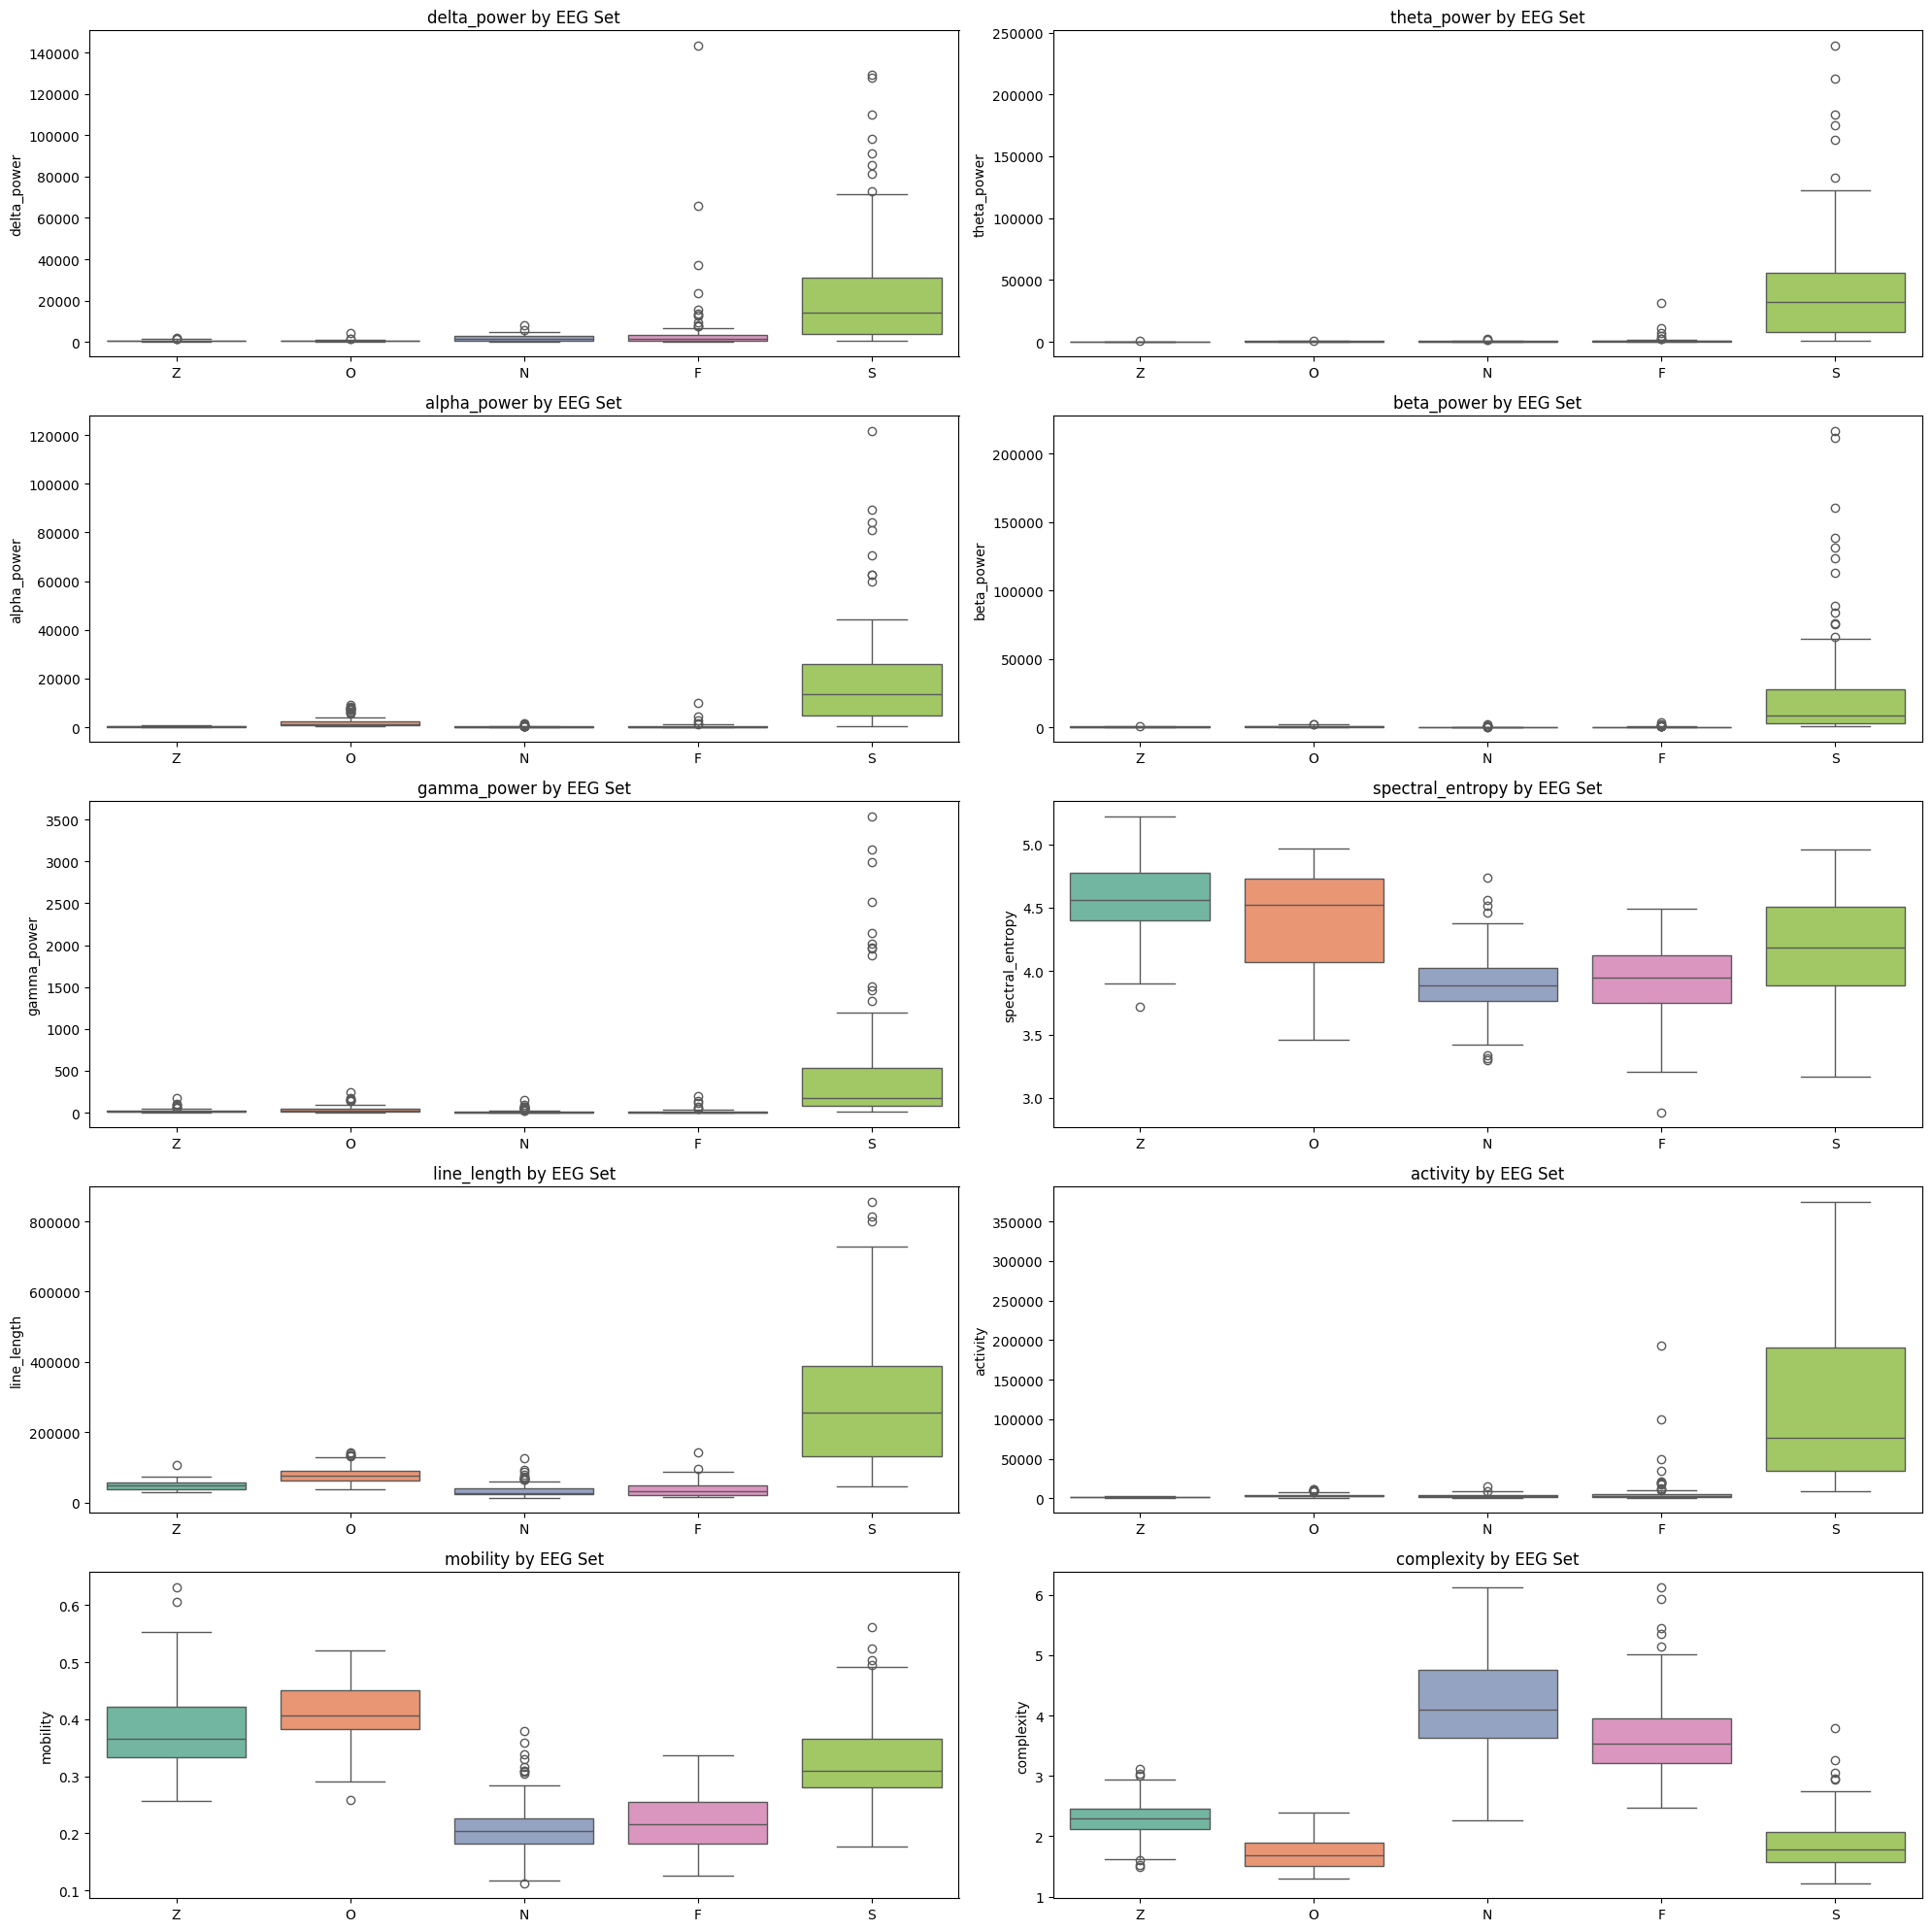 delta_power by EEG Set
140000
120000
100000
80000
60000
40000
20000
0
delta_power
Z O N F S
theta_power by EEG Set
250000
200000
150000
100000
50000
0
theta_power
Z O N F S
alpha_power by EEG Set
120000
100000
80000
60000
40000
20000
0
alpha_power
Z O N F S
beta_power by EEG Set
200000
150000
100000
50000
0
beta_power
Z O N F S
gamma_power by EEG Set
3500
3000
2500
2000
1500
1000
500
0
gamma_power
Z O N F S
spectral_entropy by EEG Set
5.0
4.5
4.0
3.5
3.0
spectral_entropy
Z O N F S
line_length by EEG Set
800000
600000
400000
200000
0
line_length
Z O N F S
activity by EEG Set
350000
300000
250000
200000
150000
100000
50000
0
activity
Z O N F S
mobility by EEG Set
0.6
0.5
0.4
0.3
0.2
0.1
mobility
Z O N F S
complexity by EEG Set
6
5
4
3
2
1
complexity
Z O N F S